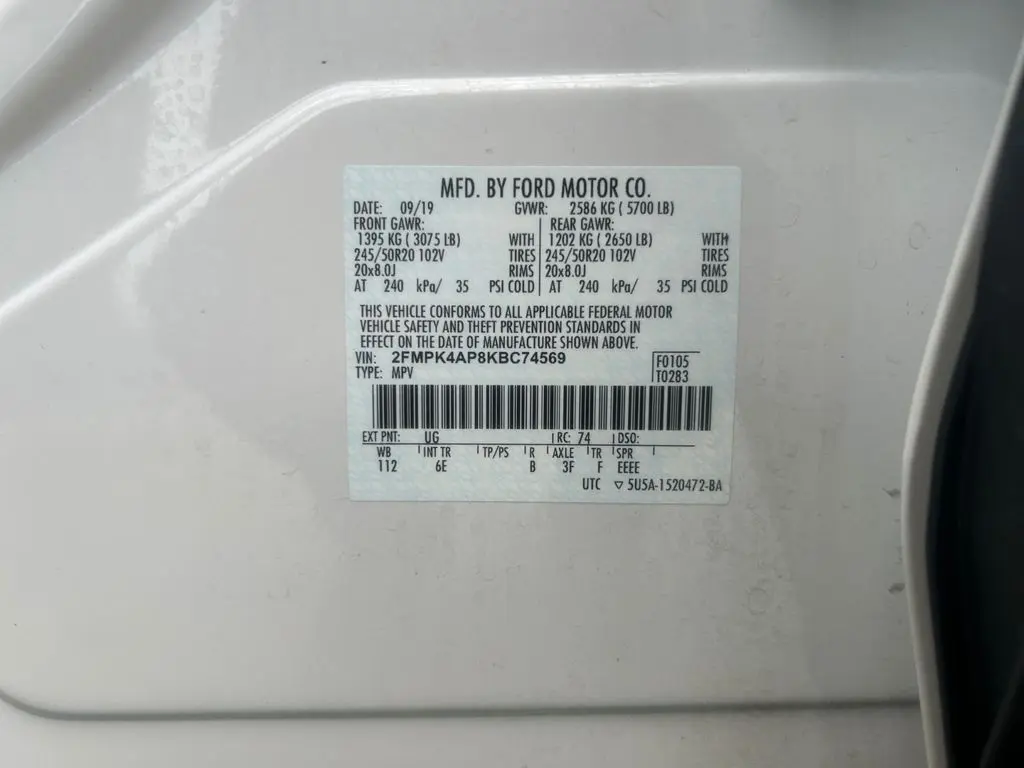 MFD. BY FORD MOTOR CO.
DATE: 09/19 GVWR: 2586 KG ( 5700 LB)
FRONT GAWR: REAR GAWR:
1395 KG ( 3075 LB) WITH 1202 KG ( 2650 LB) WITH
245/50R20 102V TIRES 245/50R20 102V TIRES
20x8.0J RIMS 20x8.0J RIMS
AT 240 kPa/ 35 PSI COLD AT 240 kPa/ 35 PSI COLD
THIS VEHICLE CONFORMS TO ALL APPLICABLE FEDERAL MOTOR
VEHICLE SAFETY AND THEFT PREVENTION STANDARDS IN
EFFECT ON THE DATE OF MANUFACTURE SHOWN ABOVE.
VIN: 2FMPK4AP8KBC74569 F0105
TYPE: MPV T0283
EXT PNT: UG RC: 74 DSO:
WB INT TR TP/PS R AXLE TR SPR
112 6E B 3F F EEEE
UTC ▽ 5U5A-1520472-BA